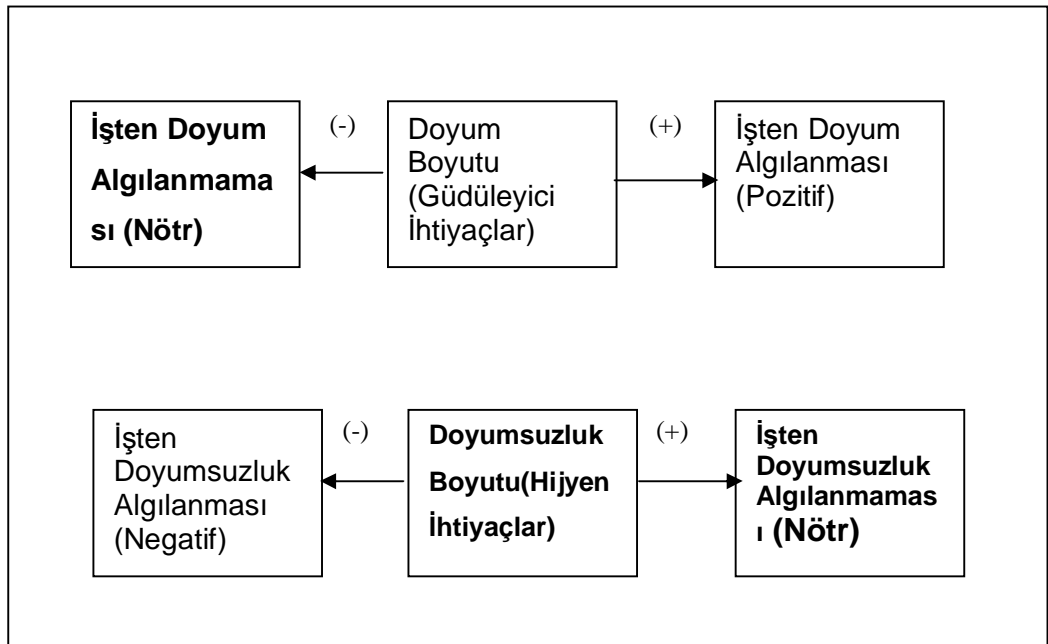 İşten Doyum
Algılanmama
sı (Nötr)
(-)
Doyum
Boyutu
(Güdüleyici
İhtiyaçlar)
(+)
İşten Doyum
Algılanması
(Pozitif)
İşten
Doyumsuzluk
Algılanması
(Negatif)
(-)
Doyumsuzluk
Boyutu(Hijyen
İhtiyaçlar)
(+)
İşten
Doyumsuzluk
Algılanmamas
ı (Nötr)